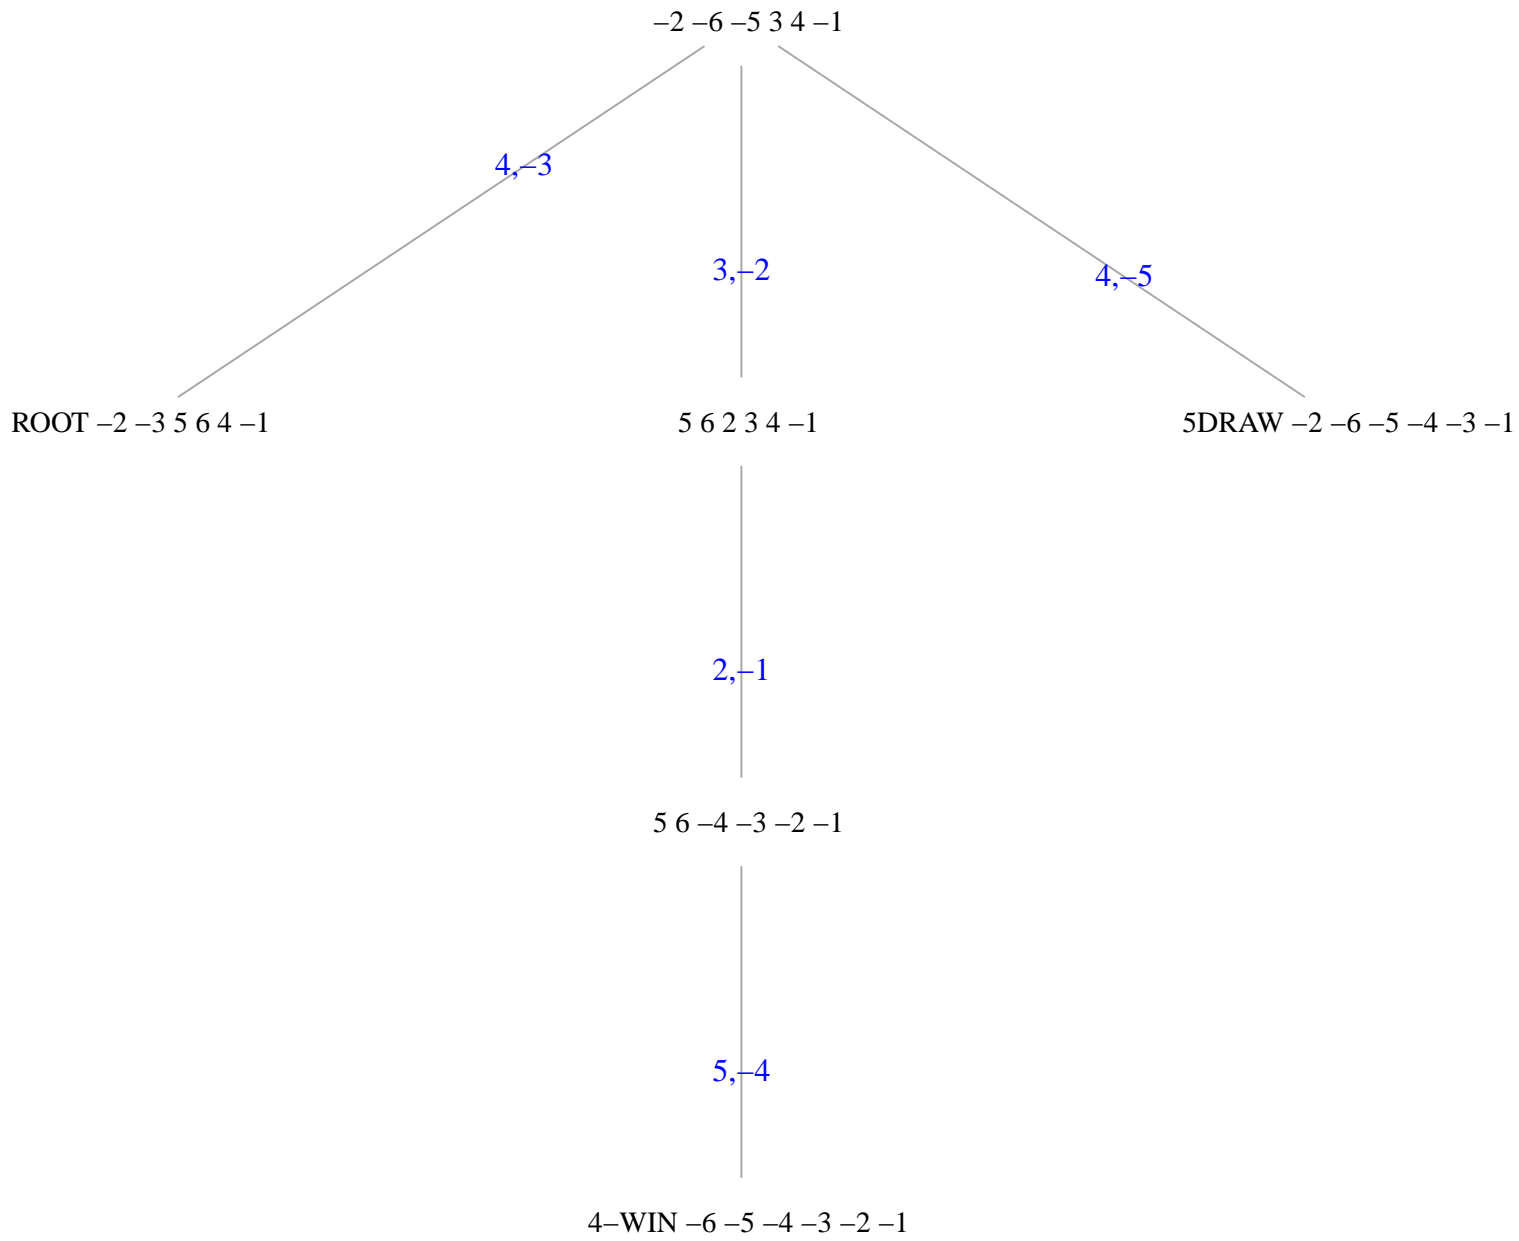 –2 –6 –5 3 4 –1
4,–3
3,–2
4,–5
ROOT –2 –3 5 6 4 –1
5 6 2 3 4 –1
5DRAW –2 –6 –5 –4 –3 –1
2,–1
5 6 –4 –3 –2 –1
5,–4
4–WIN –6 –5 –4 –3 –2 –1